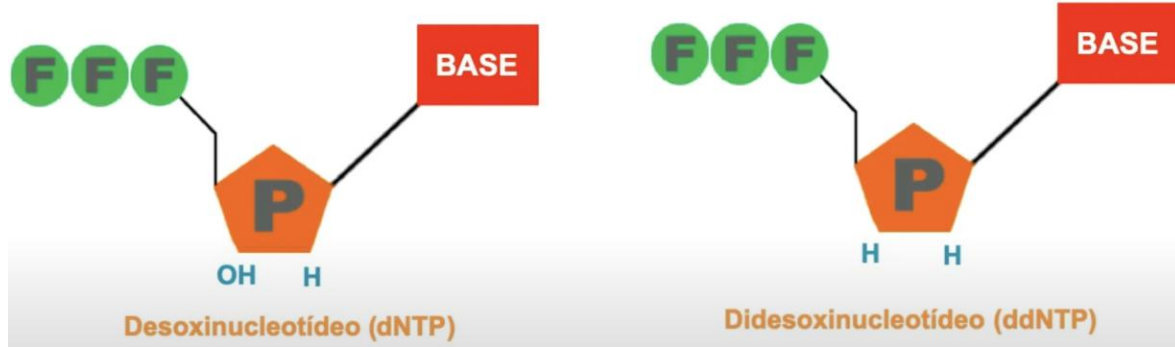 F F F
BASE
P
OH H
Desoxinucleotídeo (dNTP)
F F F
BASE
P
H H
Didesoxinucleotídeo (ddNTP)